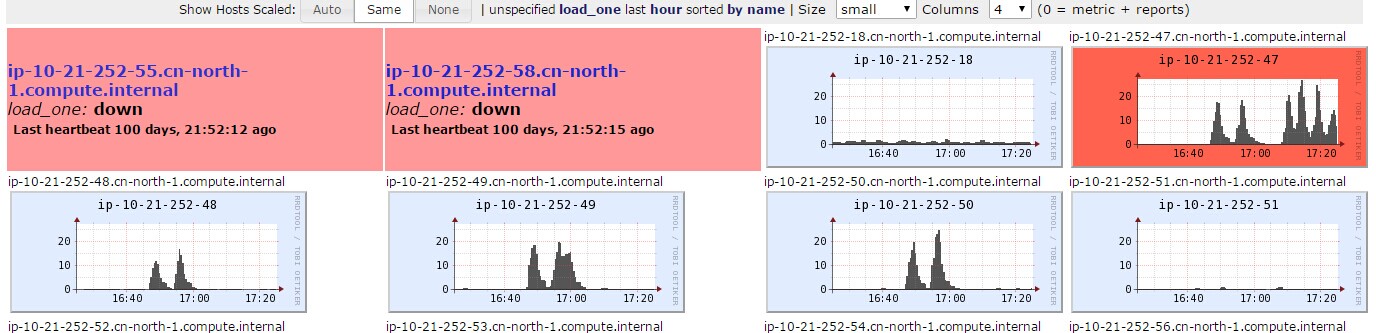 Show Hosts Scaled: Auto Same None | unspecified load_one last hour sorted by name | Size small Columns 4 (0 = metric + reports)
ip-10-21-252-55.cn-north-
1.compute.internal
load_one: down
Last heartbeat 100 days, 21:52:12 ago
ip-10-21-252-58.cn-north-
1.compute.internal
load_one: down
Last heartbeat 100 days, 21:52:15 ago
ip-10-21-252-18.cn-north-1.compute.internal
ip-10-21-252-18
20
10
0
16:40 17:00 17:20
RRDTOOL / TOBI OETIKER
ip-10-21-252-47.cn-north-1.compute.internal
ip-10-21-252-47
20
10
0
16:40 17:00 17:20
RRDTOOL / TOBI OETIKER
ip-10-21-252-48.cn-north-1.compute.internal
ip-10-21-252-48
20
10
0
16:40 17:00 17:20
RRDTOOL / TOBI OETIKER
ip-10-21-252-49.cn-north-1.compute.internal
ip-10-21-252-49
20
10
0
16:40 17:00 17:20
RRDTOOL / TOBI OETIKER
ip-10-21-252-50.cn-north-1.compute.internal
ip-10-21-252-50
20
10
0
16:40 17:00 17:20
RRDTOOL / TOBI OETIKER
ip-10-21-252-51.cn-north-1.compute.internal
ip-10-21-252-51
20
10
0
16:40 17:00 17:20
RRDTOOL / TOBI OETIKER
ip-10-21-252-52.cn-north-1.compute.internal
ip-10-21-252-53.cn-north-1.compute.internal
ip-10-21-252-54.cn-north-1.compute.internal
ip-10-21-252-56.cn-north-1.compute.internal